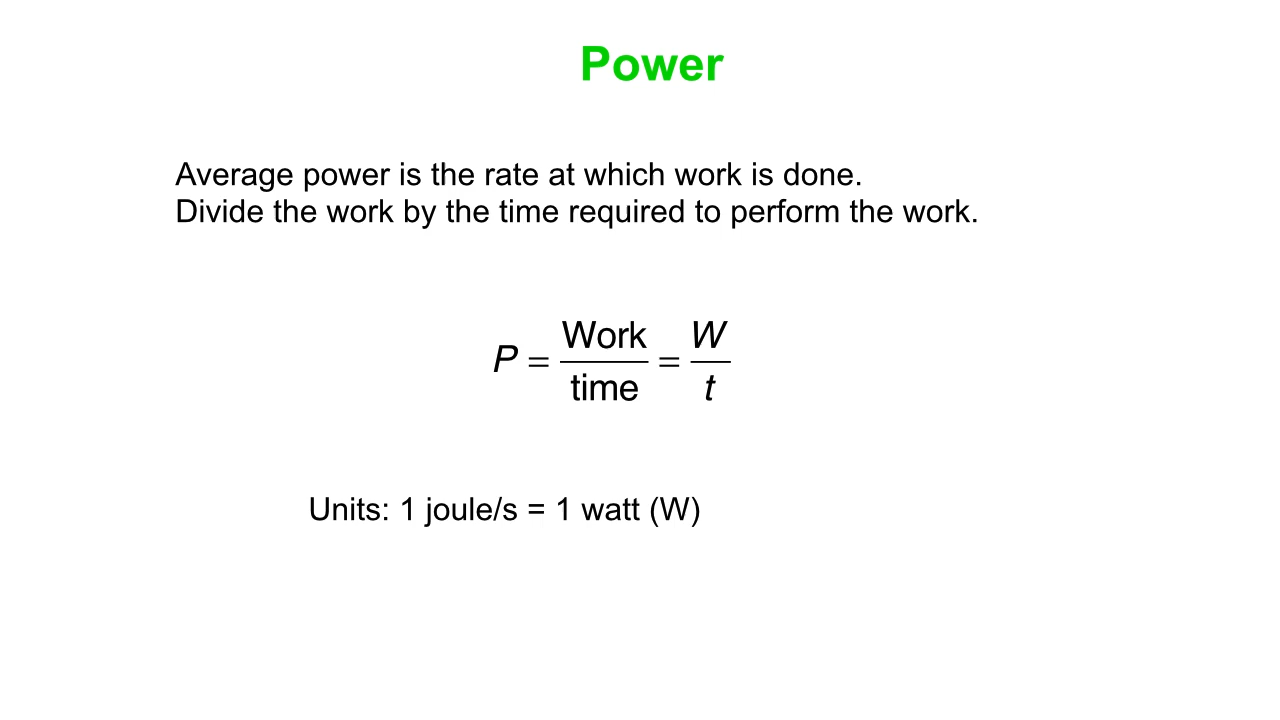 Power
Average power is the rate at which work is done.
Divide the work by the time required to perform the work.
P = Work/time = W/t
Units: 1 joule/s = 1 watt (W)